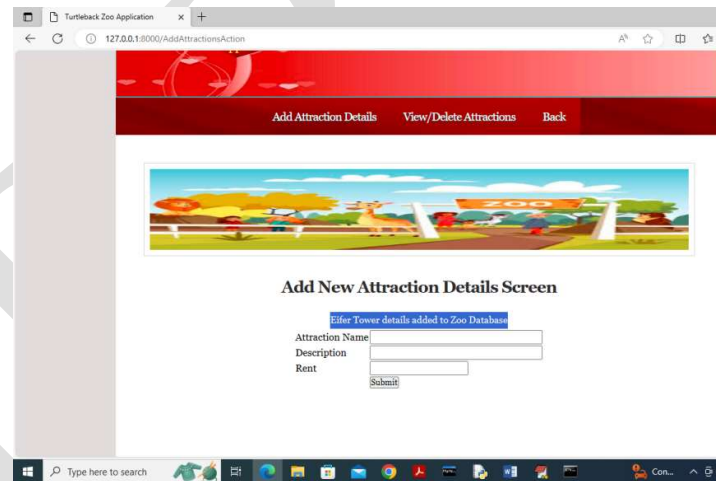 Turtleback Zoo Application
127.0.0.1:8000/AddAttractionsAction
Add Attraction Details View/Delete Attractions Back
ZOO
Add New Attraction Details Screen
Eifer Tower details added to Zoo Database
Attraction Name
Description
Rent
Submit
Type here to search
Con...